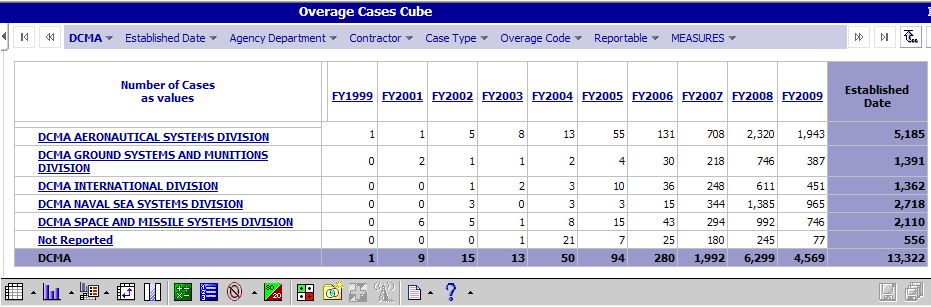 Overage Cases Cube
DCMA Established Date Agency Department Contractor Case Type Overage Code Reportable MEASURES
Number of Cases
as values
FY1999 FY2001 FY2002 FY2003 FY2004 FY2005 FY2006 FY2007 FY2008 FY2009 Established
Date
DCMA AERONAUTICAL SYSTEMS DIVISION 1 1 5 8 13 55 131 708 2,320 1,943 5,185
DCMA GROUND SYSTEMS AND MUNITIONS
DIVISION 0 2 1 1 2 4 30 218 746 387 1,391
DCMA INTERNATIONAL DIVISION 0 0 1 2 3 10 36 248 611 451 1,362
DCMA NAVAL SEA SYSTEMS DIVISION 0 0 3 0 3 3 15 344 1,385 965 2,718
DCMA SPACE AND MISSILE SYSTEMS DIVISION 0 6 5 1 8 15 43 294 992 746 2,110
Not Reported 0 0 0 1 21 7 25 180 245 77 556
DCMA 1 9 15 13 50 94 280 1,992 6,299 4,569 13,322
80/20